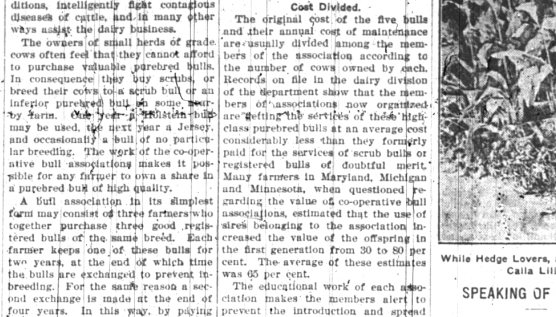 ditions, intelligently fight contagious
diseases of cattle, and in many other
ways assist the dairy business.
The owners of small herds of grade
cows often feel that they cannot afford
to purchase valuable purebred bulls.
In consequence they buy scrubs, or
breed their cows to a scrub bull or an
inferior purebred bull on some near-
by farm. One year a Holstein bull
may be used, the next year a Jersey,
and occasionally a bull of no particu-
lar breeding. The work of the co-oper-
ative bull associations makes it pos-
sible for any farmer to own a share in
a purebred bull of high quality.
A bull association in its simplest
form may consist of three farmers who
together purchase three good regis-
tered bulls of the same breed. Each
farmer keeps one of these bulls for
two years, at the end of which time
the bulls are exchanged to prevent in-
breeding. For the same reason a sec-
ond exchange is made at the end of
four years. In this way, by paying
Cost Divided.
The original cost of the five bulls
and their annual cost of maintenance
are usually divided among the mem-
bers of the association according to
the number of cows owned by each.
Records on file in the dairy division
of the department show that the mem-
bers of associations now organized
are getting the services of these high-
class purebred bulls at an average cost
considerably less than they formerly
paid for the services of scrub bulls or
registered bulls of doubtful merit.
Many farmers in Maryland, Michigan
and Minnesota, when questioned re-
garding the value of co-operative bull
associations, estimated that the use of
sires belonging to the association in-
creased the value of the offspring in
the first generation from 30 to 80 per
cent. The average of these estimates
was 65 per cent.
The educational work of each asso-
ciation makes the members alert to
prevent the introduction and spread
While Hedge Lovers,
Calla Lil
SPEAKING OF